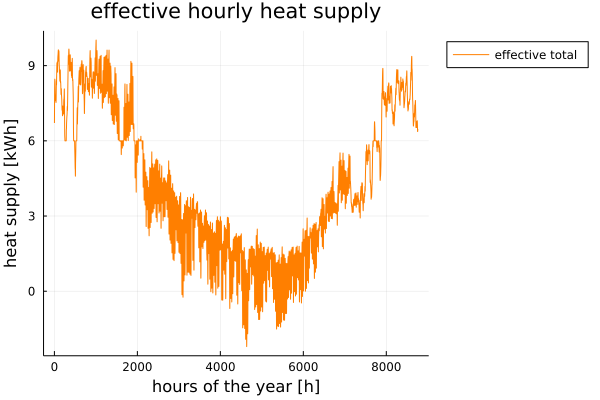 effective hourly heat supply
effective total
heat supply [kWh]
9
6
3
0
0 2000 4000 6000 8000
hours of the year [h]